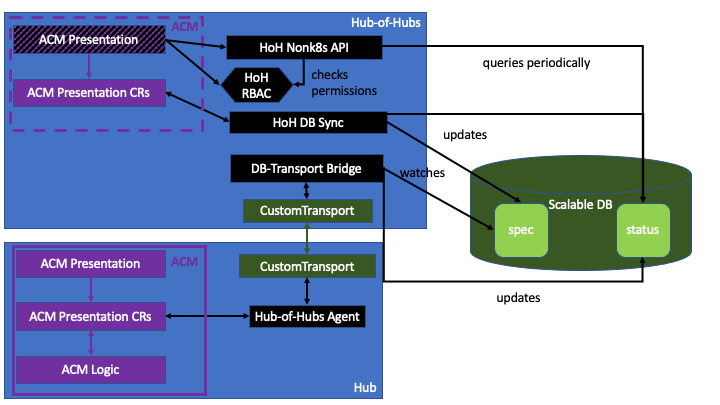 Hub-of-Hubs
ACM
ACM Presentation
HoH Nonk8s API
queries periodically
HoH
RBAC
checks
permissions
ACM Presentation CRs
HoH DB Sync
updates
DB-Transport Bridge
watches
CustomTransport
Scalable DB
spec
status
ACM Presentation
ACM
CustomTransport
updates
ACM Presentation CRs
Hub-of-Hubs Agent
ACM Logic
Hub